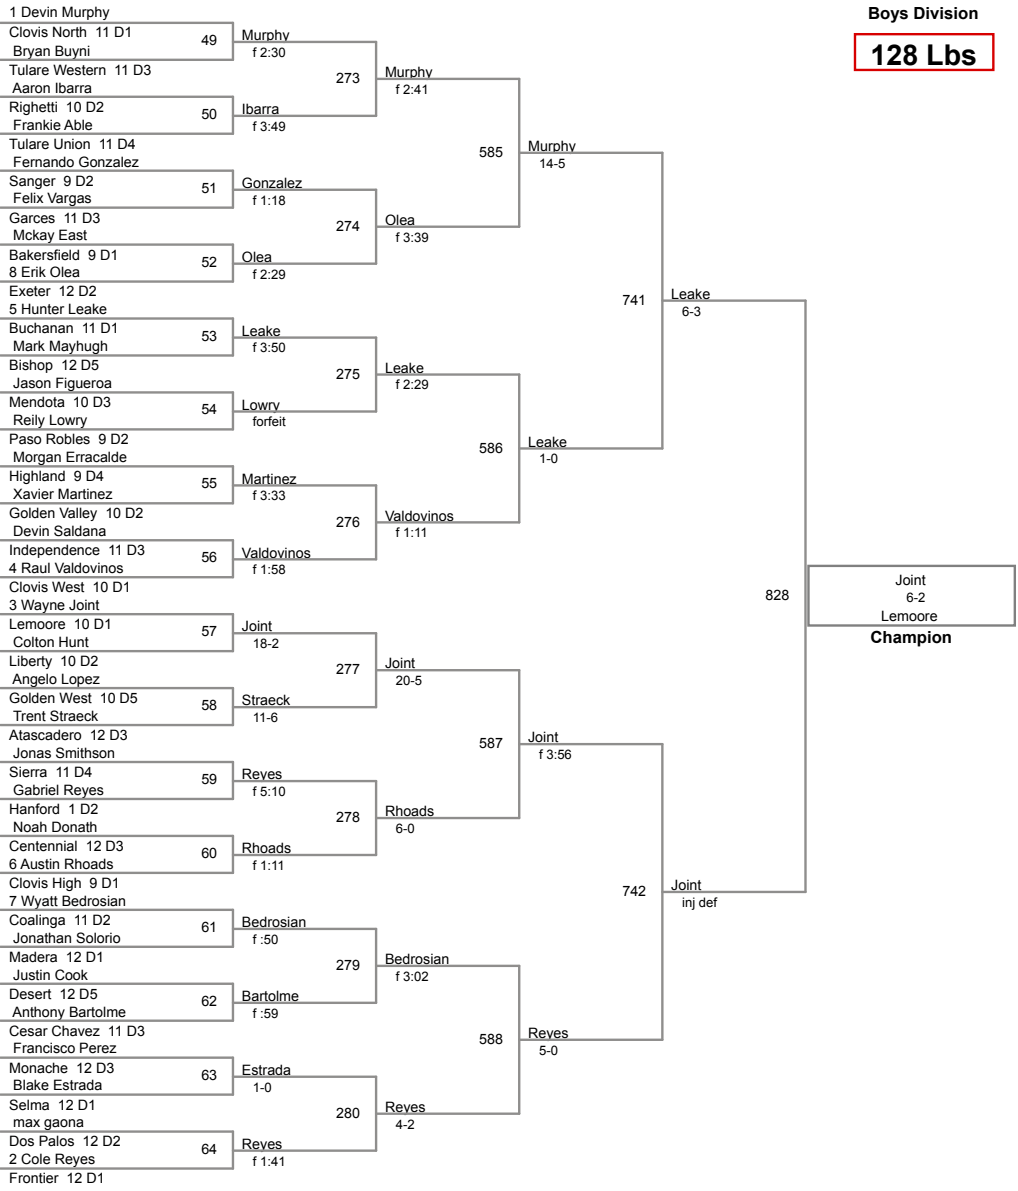 Boys Division
128 Lbs
1 Devin Murphy
Clovis North 11 D1
Bryan Buyni
Tulare Western 11 D3
Aaron Ibarra
Righetti 10 D2
Frankie Able
Tulare Union 11 D4
Fernando Gonzalez
Sanger 9 D2
Felix Vargas
Garces 11 D3
Mckay East
Bakersfield 9 D1
8 Erik Olea
Exeter 12 D2
5 Hunter Leake
Buchanan 11 D1
Mark Mayhugh
Bishop 12 D5
Jason Figueroa
Mendota 10 D3
Reily Lowry
Paso Robles 9 D2
Morgan Erracalde
Highland 9 D4
Xavier Martinez
Golden Valley 10 D2
Devin Saldana
Independence 11 D3
4 Raul Valdovinos
Clovis West 10 D1
3 Wayne Joint
Lemoore 10 D1
Colton Hunt
Liberty 10 D2
Angelo Lopez
Golden West 10 D5
Trent Straeck
Atascadero 12 D3
Jonas Smithson
Sierra 11 D4
Gabriel Reyes
Hanford 1 D2
Noah Donath
Centennial 12 D3
6 Austin Rhoads
Clovis High 9 D1
7 Wyatt Bedrosian
Coalinga 11 D2
Jonathan Solorio
Madera 12 D1
Justin Cook
Desert 12 D5
Anthony Bartolme
Cesar Chavez 11 D3
Francisco Perez
Monache 12 D3
Blake Estrada
Selma 12 D1
max gaona
Dos Palos 12 D2
2 Cole Reyes
Frontier 12 D1
49
50
51
52
53
54
55
56
57
58
59
60
61
62
63
64
Murphy
f 2:30
Ibarra
f 3:49
Gonzalez
f 1:18
Olea
f 2:29
Leake
f 3:50
Lowry
forfeit
Martinez
f 3:33
Valdovinos
f 1:58
Joint
18-2
Straeck
11-6
Reyes
f 5:10
Rhoads
f 1:11
Bedrosian
f :50
Bartolme
f :59
Estrada
1-0
Reyes
f 1:41
273
274
275
276
277
278
279
280
Murphy
f 2:41
Olea
f 3:39
Leake
f 2:29
Valdovinos
f 1:11
Joint
20-5
Rhoads
6-0
Bedrosian
f 3:02
Reyes
4-2
585
586
587
588
Murphy
14-5
Leake
1-0
Joint
f 3:56
Reyes
5-0
741
742
Leake
6-3
Joint
inj def
828
Joint
6-2
Lemoore
Champion